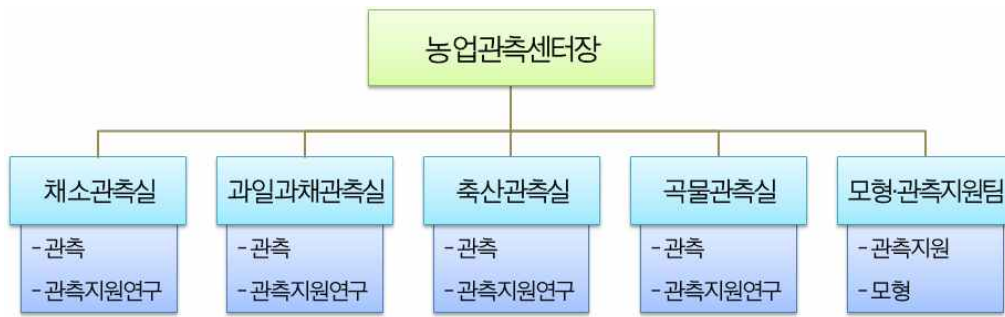 농업관측센터장
채소관측실
- 관측
- 관측지원연구
과일과채관측실
- 관측
- 관측지원연구
축산관측실
- 관측
- 관측지원연구
곡물관측실
- 관측
- 관측지원연구
모형·관측지원팀
- 관측지원
- 모형